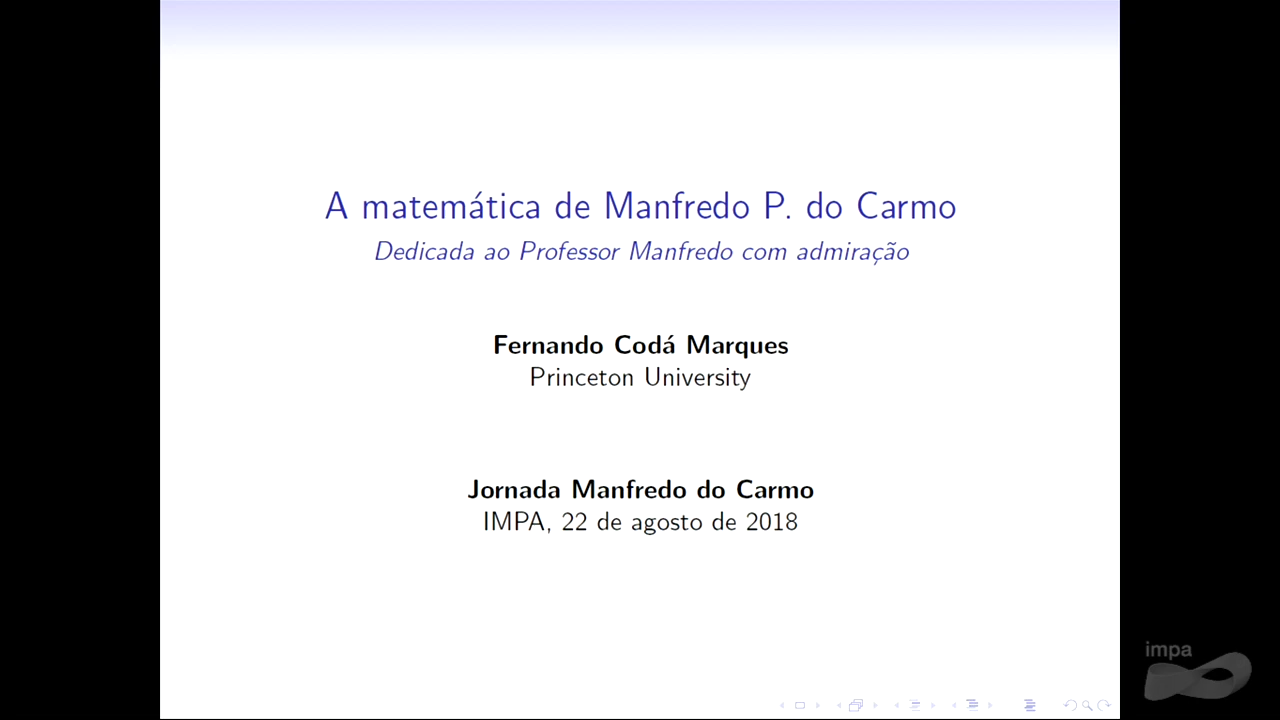 A matemática de Manfredo P. do Carmo
Dedicada ao Professor Manfredo com admiração
Fernando Codá Marques
Princeton University
Jornada Manfredo do Carmo
IMPA, 22 de agosto de 2018
impa